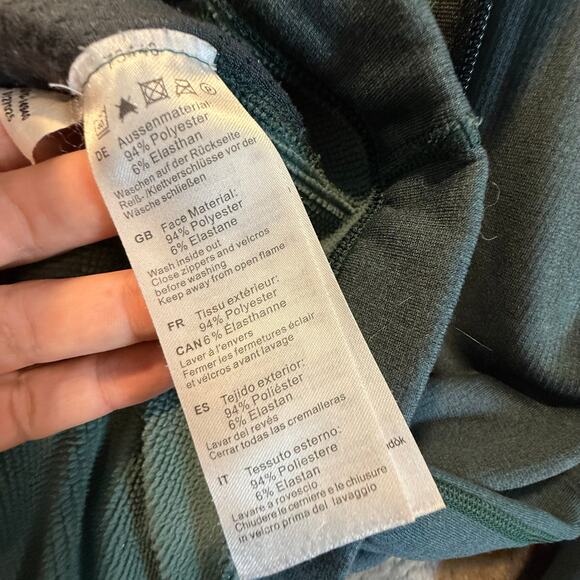 DE Aussenmaterial
94% Polyester
6% Elasthan
Waschen auf der Rückseite
Reiß- /Klettverschlüsse vor der
Wäsche schließen
GB Face Material:
94% Polyester
6% Elastane
Wash inside out
Close zippers and velcros
before washing
Keep away from open flame
FR Tissu extérieur:
94% Polyester
CAN 6% Élasthanne
Laver à l'envers
Fermer les fermetures éclair
et velcros avant lavage
ES Tejido exterior:
94% Poliéster
6% Elastan
Lavar del revés
Cerrar todas las cremalleras
IT Tessuto esterno:
94% Poliestere
6% Elastan
Lavare a rovescio
Chiudere le cerniere e le chiusure
in velcro prima del lavaggio